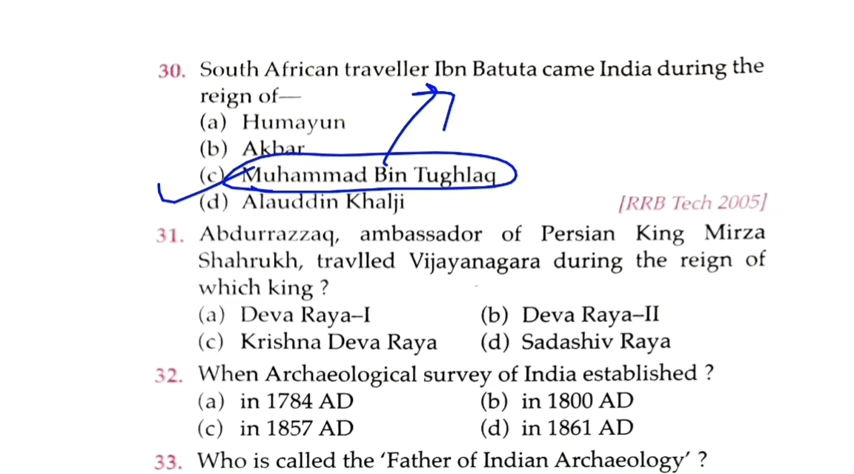 30. South African traveller Ibn Batuta came India during the
reign of—
(a) Humayun
(b) Akbar
(c) Muhammad Bin Tughlaq
(d) Alauddin Khalji [RRB Tech 2005]
31. Abdurrazzaq, ambassador of Persian King Mirza
Shahrukh, travlled Vijayanagara during the reign of
which king ?
(a) Deva Raya–I (b) Deva Raya–II
(c) Krishna Deva Raya (d) Sadashiv Raya
32. When Archaeological survey of India established ?
(a) in 1784 AD (b) in 1800 AD
(c) in 1857 AD (d) in 1861 AD
33. Who is called the ‘Father of Indian Archaeology’ ?